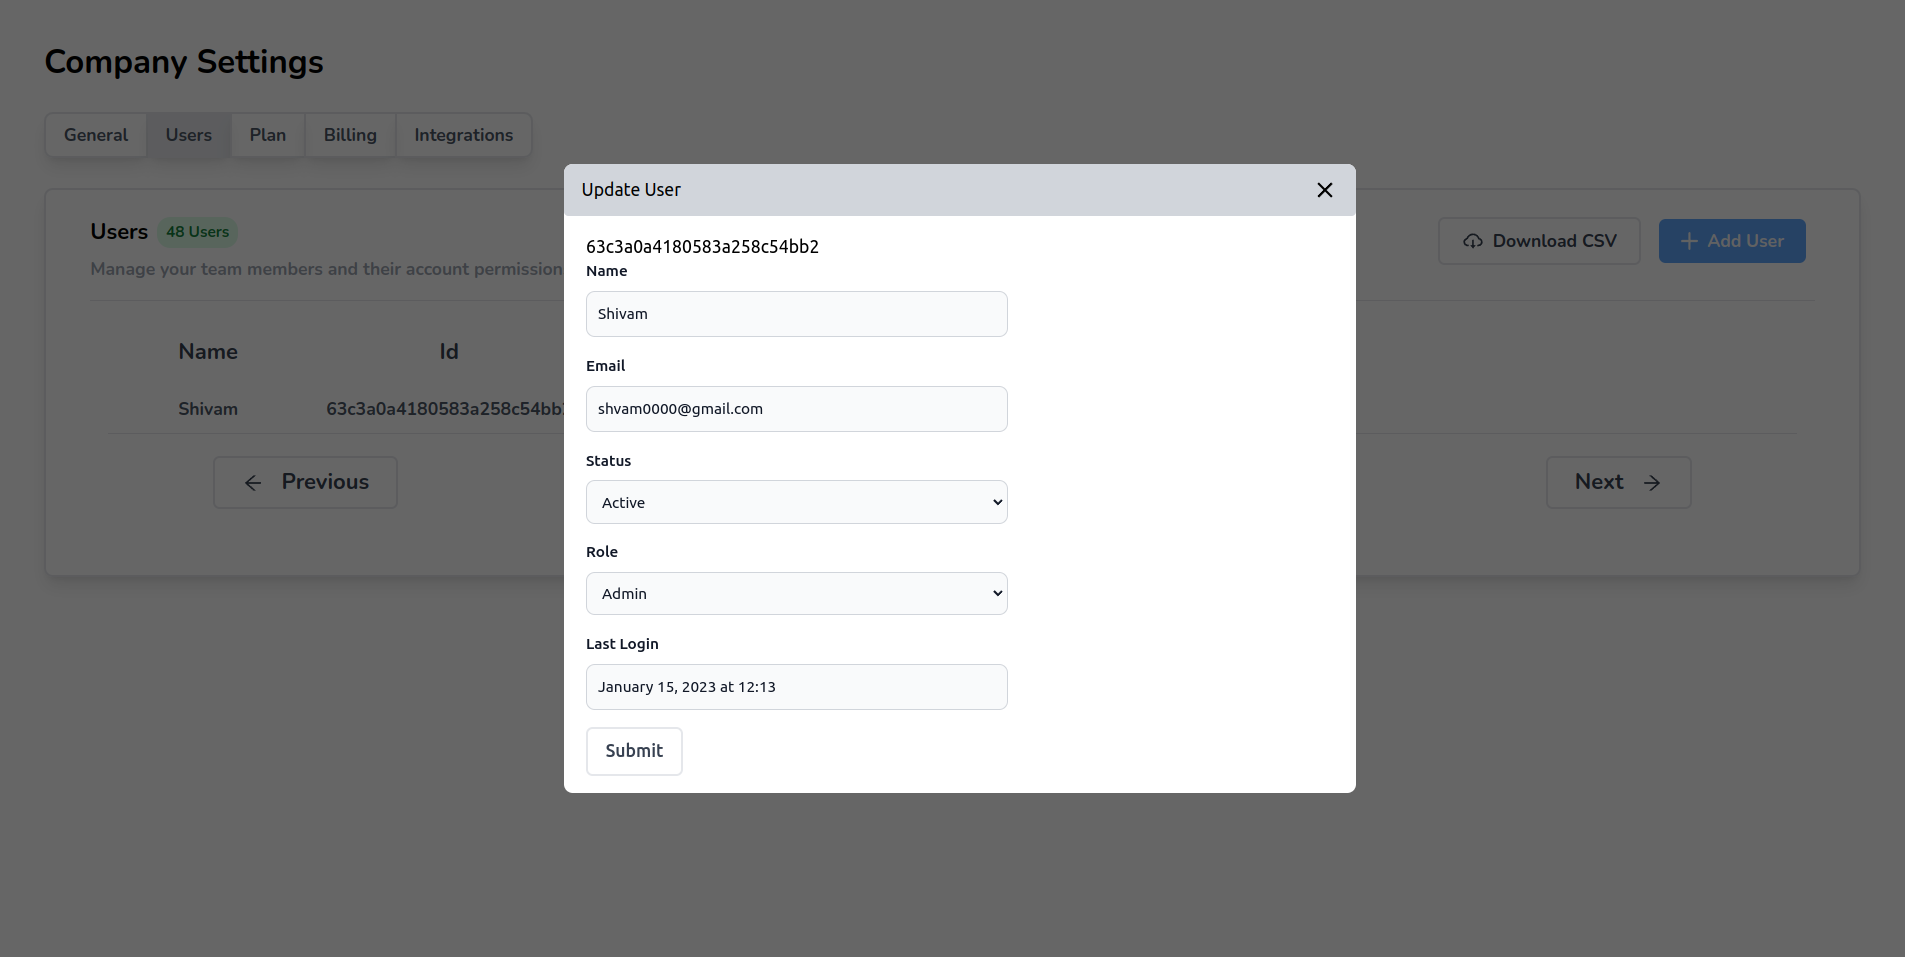 Company Settings
General Users Plan Billing Integrations
Users 48 Users
Manage your team members and their account permission
Download CSV
Add User
Name Id
Shivam 63c3a0a4180583a258c54bb
Previous
Next
Update User
63c3a0a4180583a258c54bb2
Name
Shivam
Email
shvam0000@gmail.com
Status
Active
Role
Admin
Last Login
January 15, 2023 at 12:13
Submit